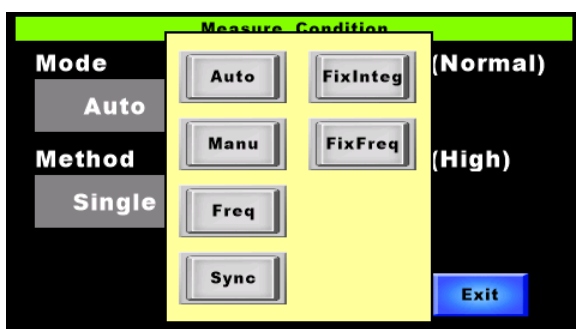 Measure Condition
Mode
Auto
FixInteg
(Normal)
Auto
Method
Manu
FixFreq
(High)
Single
Freq
Sync
Exit